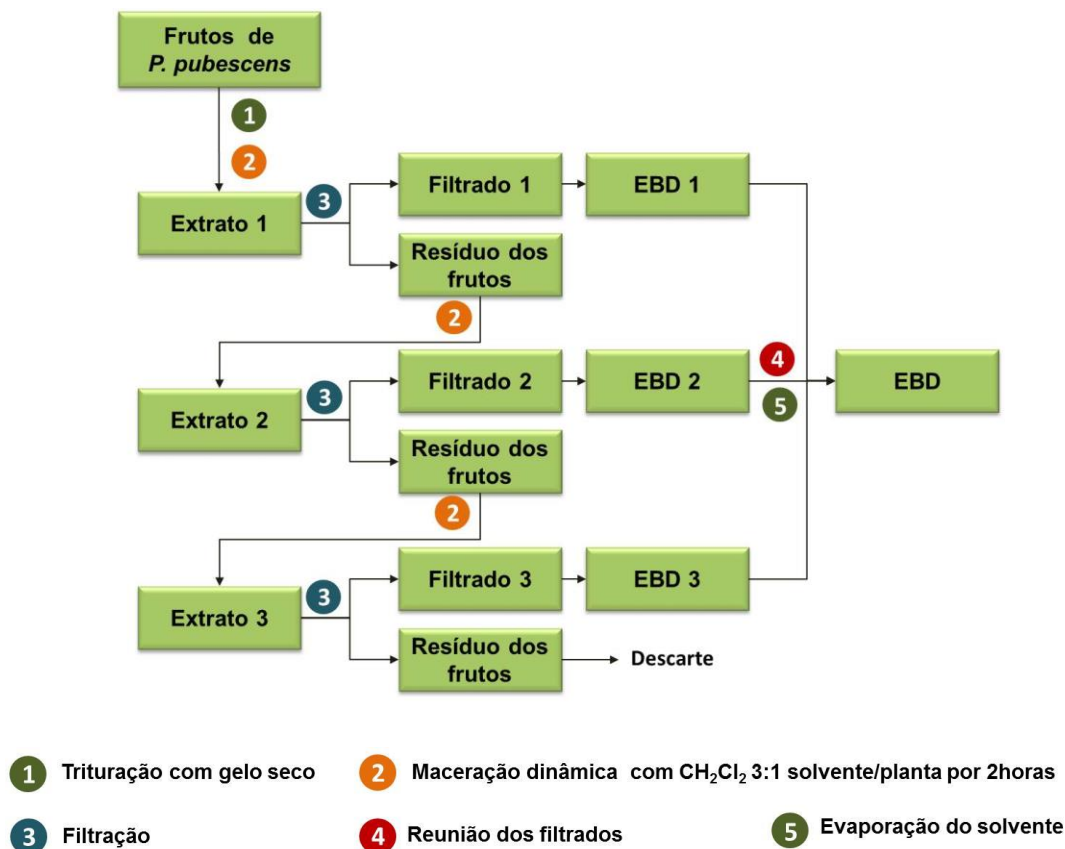 Frutos de
P. pubescens
1
2
3
Filtrado 1
EBD 1
Extrato 1
Resíduo dos
frutos
2
3
Filtrado 2
EBD 2
4
5
EBD
Extrato 2
Resíduo dos
frutos
2
3
Filtrado 3
EBD 3
Extrato 3
Resíduo dos
frutos
Descarte
1 Trituração com gelo seco
2 Maceração dinâmica com CH₂Cl₂ 3:1 solvente/planta por 2horas
3 Filtração
4 Reunião dos filtrados
5 Evaporação do solvente